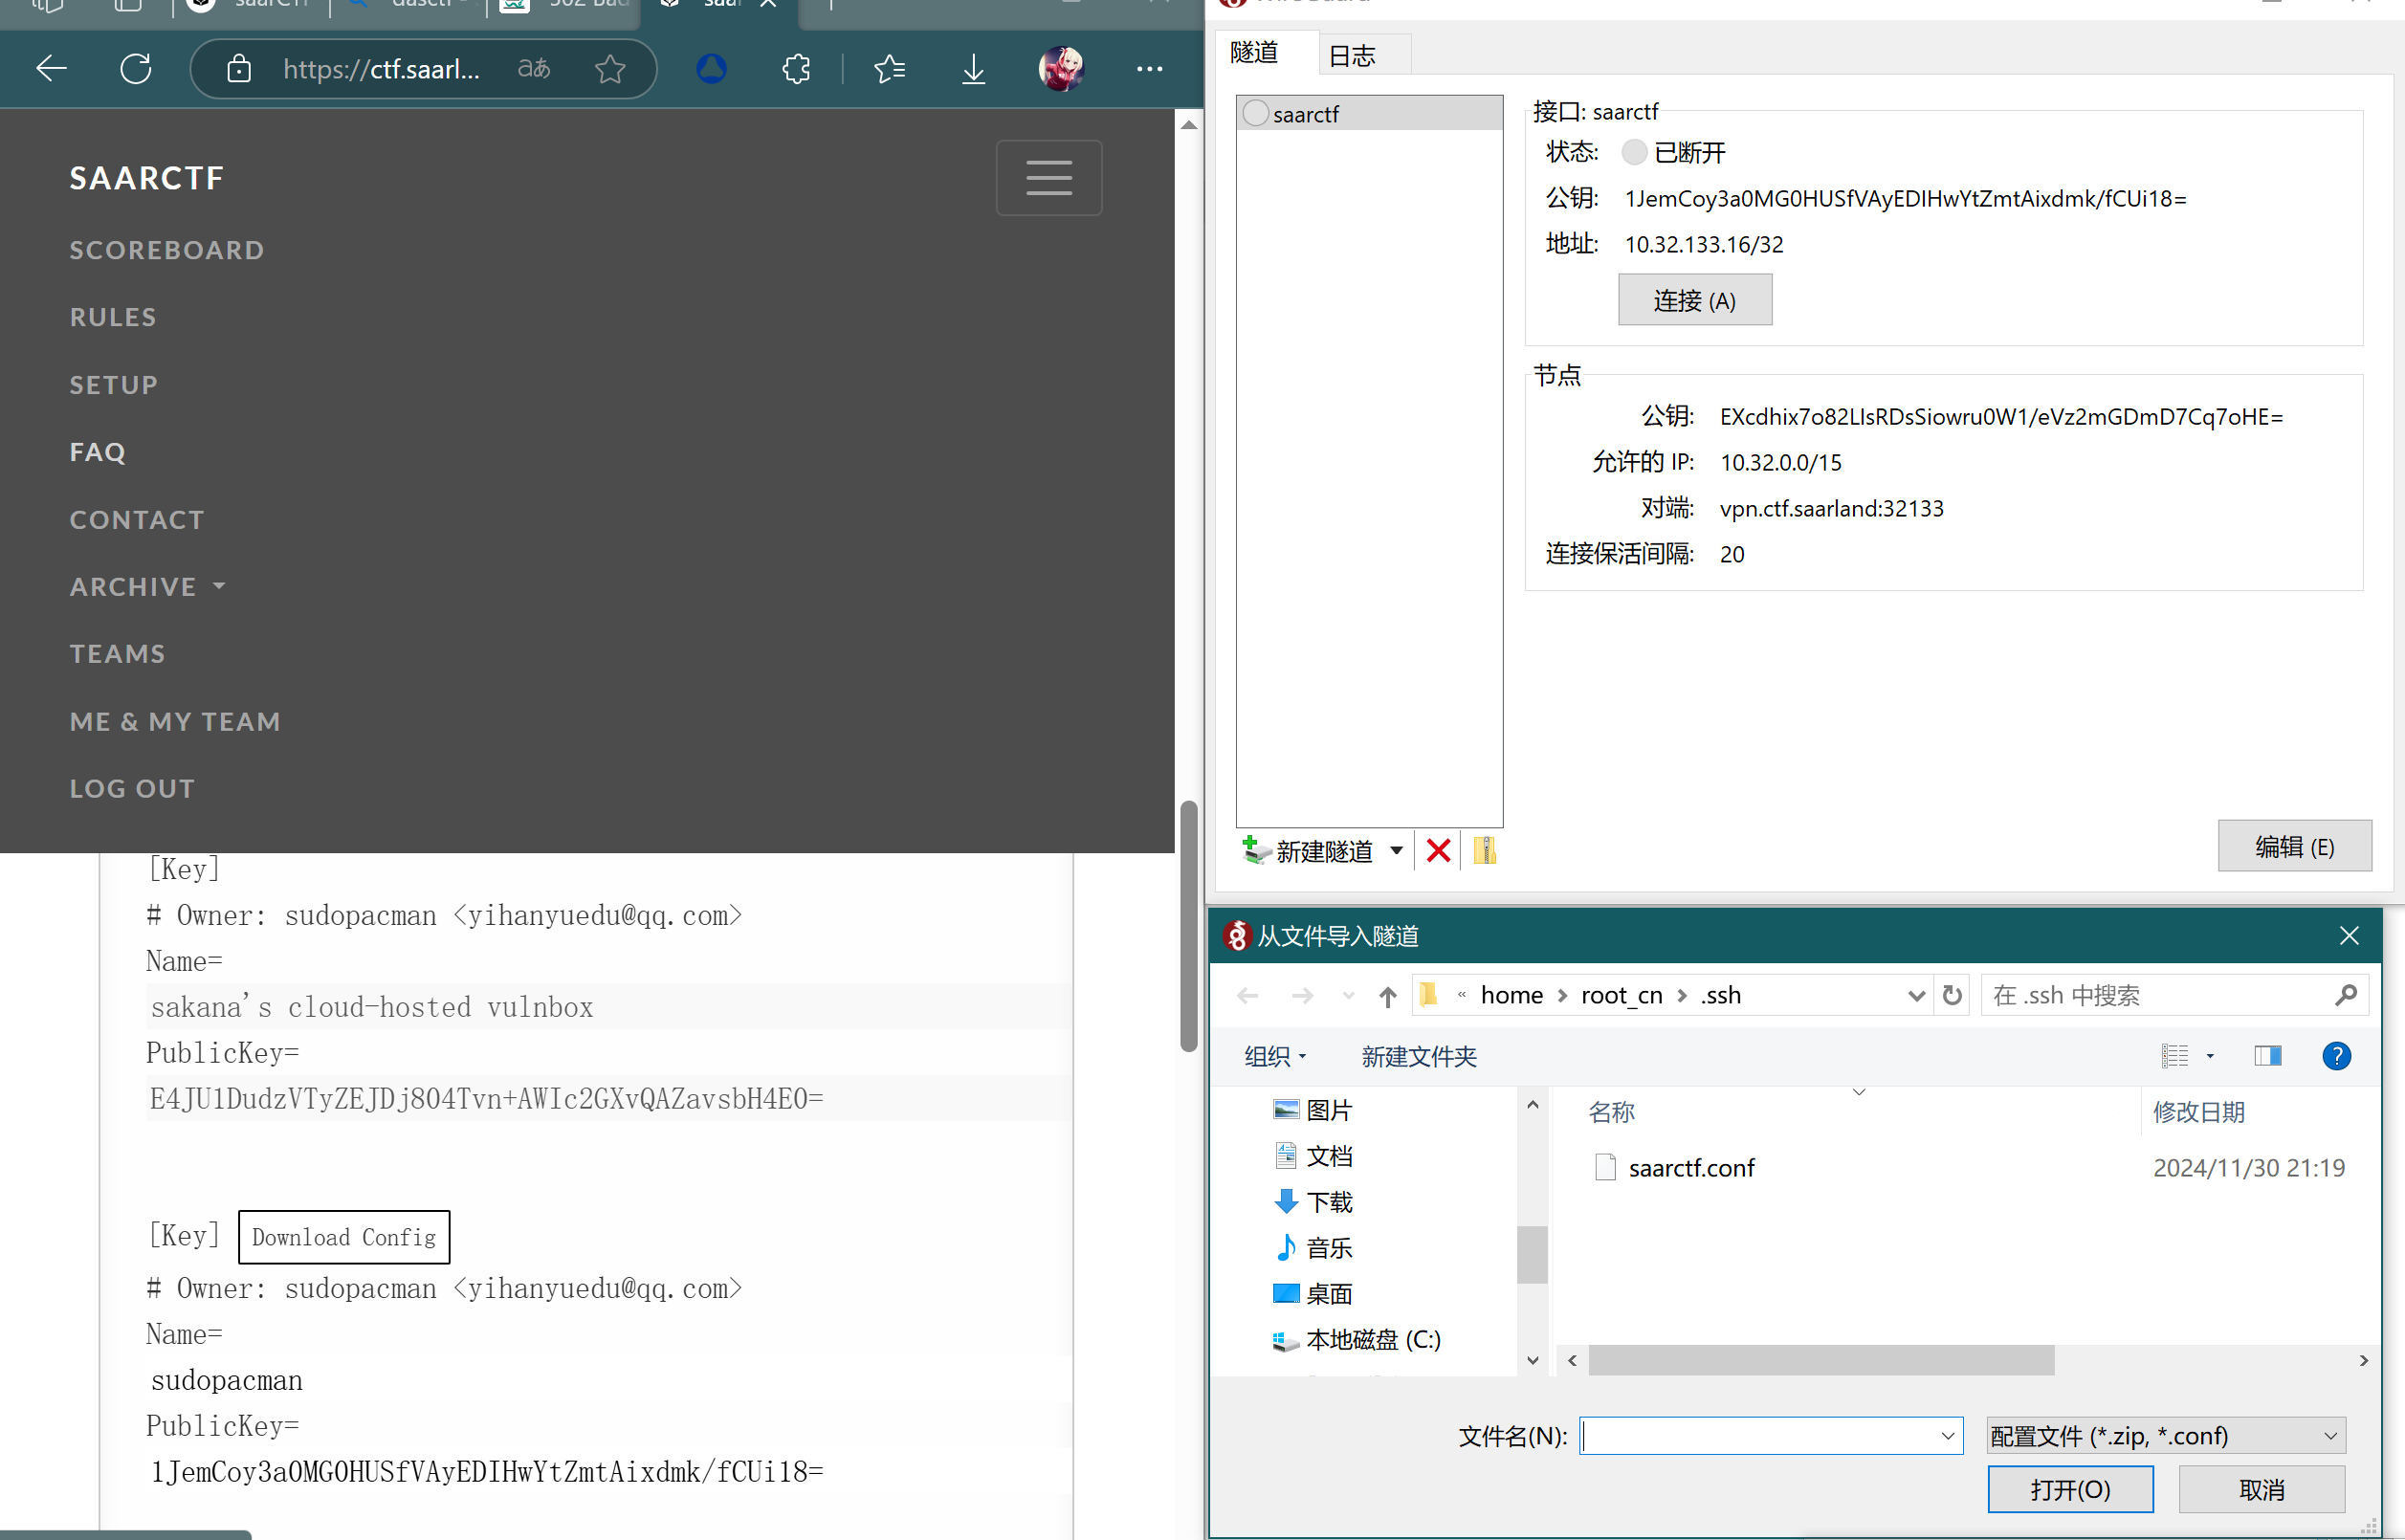 https://ctf.saarl...
aあ
SAARCTF
SCOREBOARD
RULES
SETUP
FAQ
CONTACT
ARCHIVE
TEAMS
ME & MY TEAM
LOG OUT
[Key]
# Owner: sudopacman <yihanyuedu@qq.com>
Name=
sakana's cloud-hosted vulnbox
PublicKey=
E4JU1DudzVTyZEJDj8O4Tvn+AWIc2GXvQAZavsbH4E0=
[Key] Download Config
# Owner: sudopacman <yihanyuedu@qq.com>
Name=
sudopacman
PublicKey=
1JemCoy3a0MG0HUSfVAyEDIHwYtZmtAixdmk/fCUi18=
隧道
日志
saarctf
接口: saarctf
状态: 已断开
公钥: 1JemCoy3a0MG0HUSfVAyEDIHwYtZmtAixdmk/fCUi18=
地址: 10.32.133.16/32
连接 (A)
节点
公钥: EXcdhix7o82LIsRDsSiowru0W1/eVz2mGDmD7Cq7oHE=
允许的 IP: 10.32.0.0/15
对端: vpn.ctf.saarland:32133
连接保活间隔: 20
新建隧道
编辑 (E)
从文件导入隧道
« home › root_cn › .ssh
在 .ssh 中搜索
组织
新建文件夹
图片
文档
下载
音乐
桌面
本地磁盘 (C:)
名称
修改日期
saarctf.conf
2024/11/30 21:19
文件名(N):
配置文件 (*.zip, *.conf)
打开(O)
取消